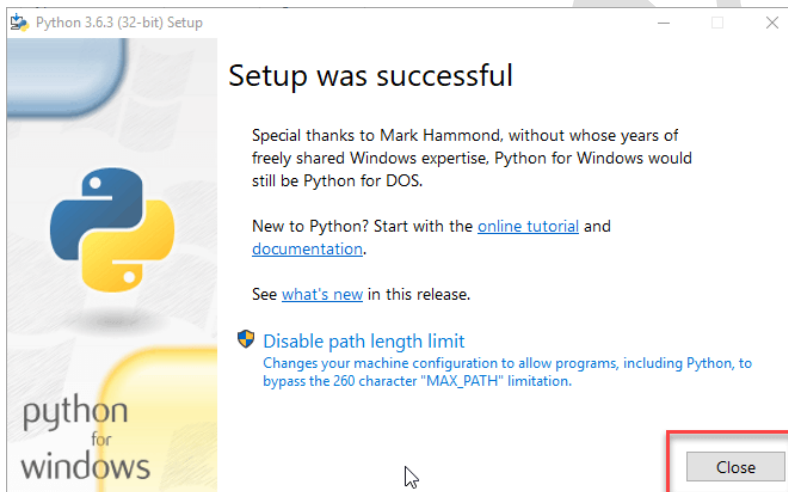 Python 3.6.3 (32-bit) Setup
Setup was successful
Special thanks to Mark Hammond, without whose years of
freely shared Windows expertise, Python for Windows would
still be Python for DOS.
New to Python? Start with the online tutorial and
documentation.
See what's new in this release.
Disable path length limit
Changes your machine configuration to allow programs, including Python, to
bypass the 260 character "MAX_PATH" limitation.
python
for
windows
Close